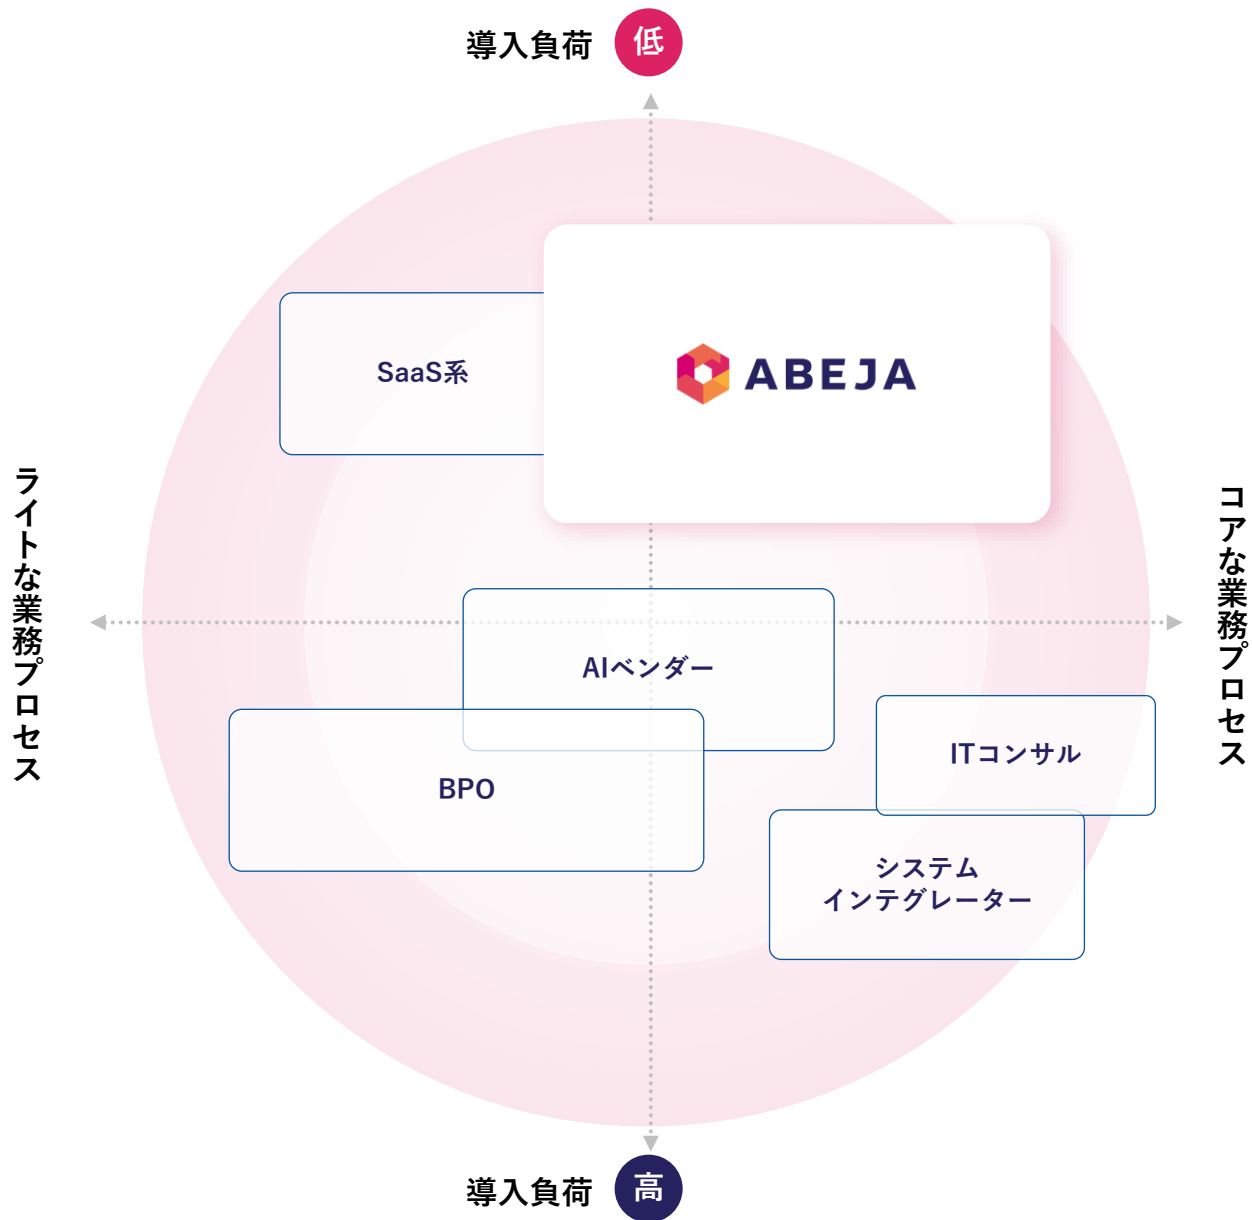 導入負荷 低
SaaS系
ABEJA
ライトな業務プロセス
コアな業務プロセス
AIベンダー
BPO
ITコンサル
システム
インテグレーター
導入負荷 高